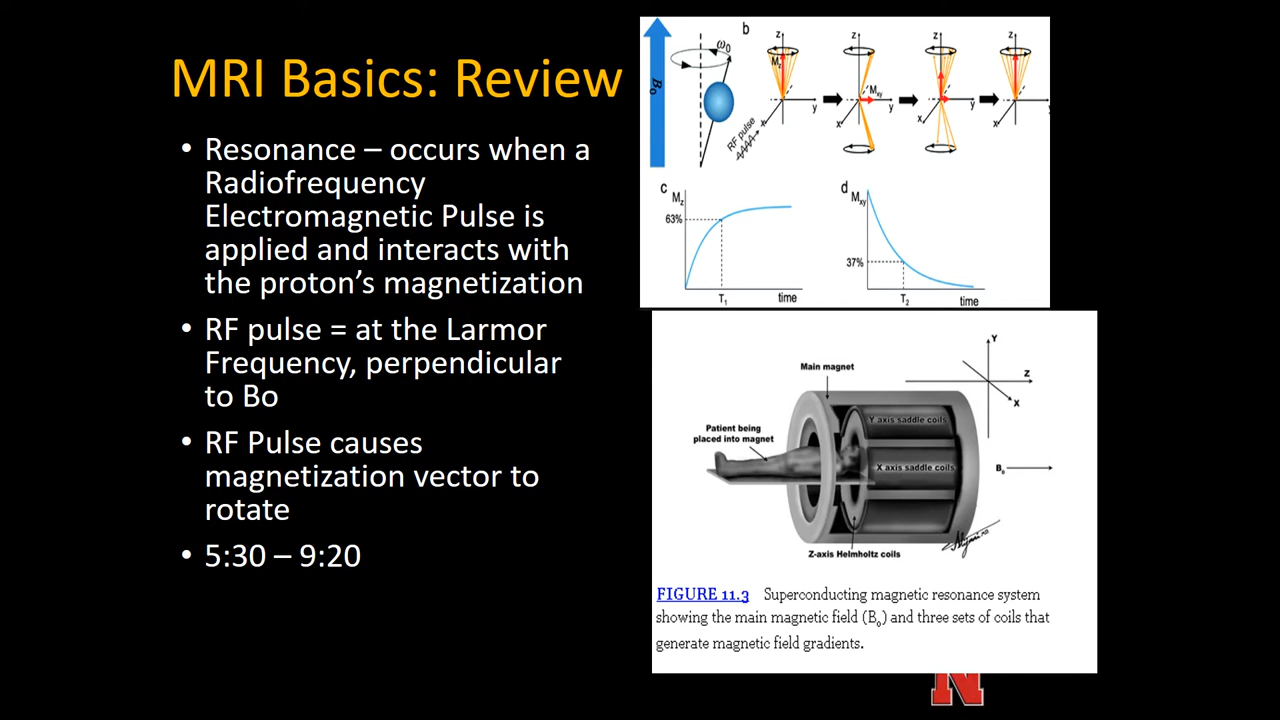 MRI Basics: Review
• Resonance – occurs when a
Radiofrequency
Electromagnetic Pulse is
applied and interacts with
the proton’s magnetization
• RF pulse = at the Larmor
Frequency, perpendicular
to Bo
• RF Pulse causes
magnetization vector to
rotate
• 5:30 – 9:20
B₀
ω₀
b
z
Mz
y
x
RF pulse
z
Mxy
y
x
z
y
x
z
y
x
c
Mz
63%
T₁
time
d
Mxy
37%
T₂
time
Main magnet
Patient being
placed into magnet
Y axis saddle coils
X axis saddle coils
Z-axis Helmholtz coils
Y
Z
X
B₀
FIGURE 11.3 Superconducting magnetic resonance system
showing the main magnetic field (B₀) and three sets of coils that
generate magnetic field gradients.
N